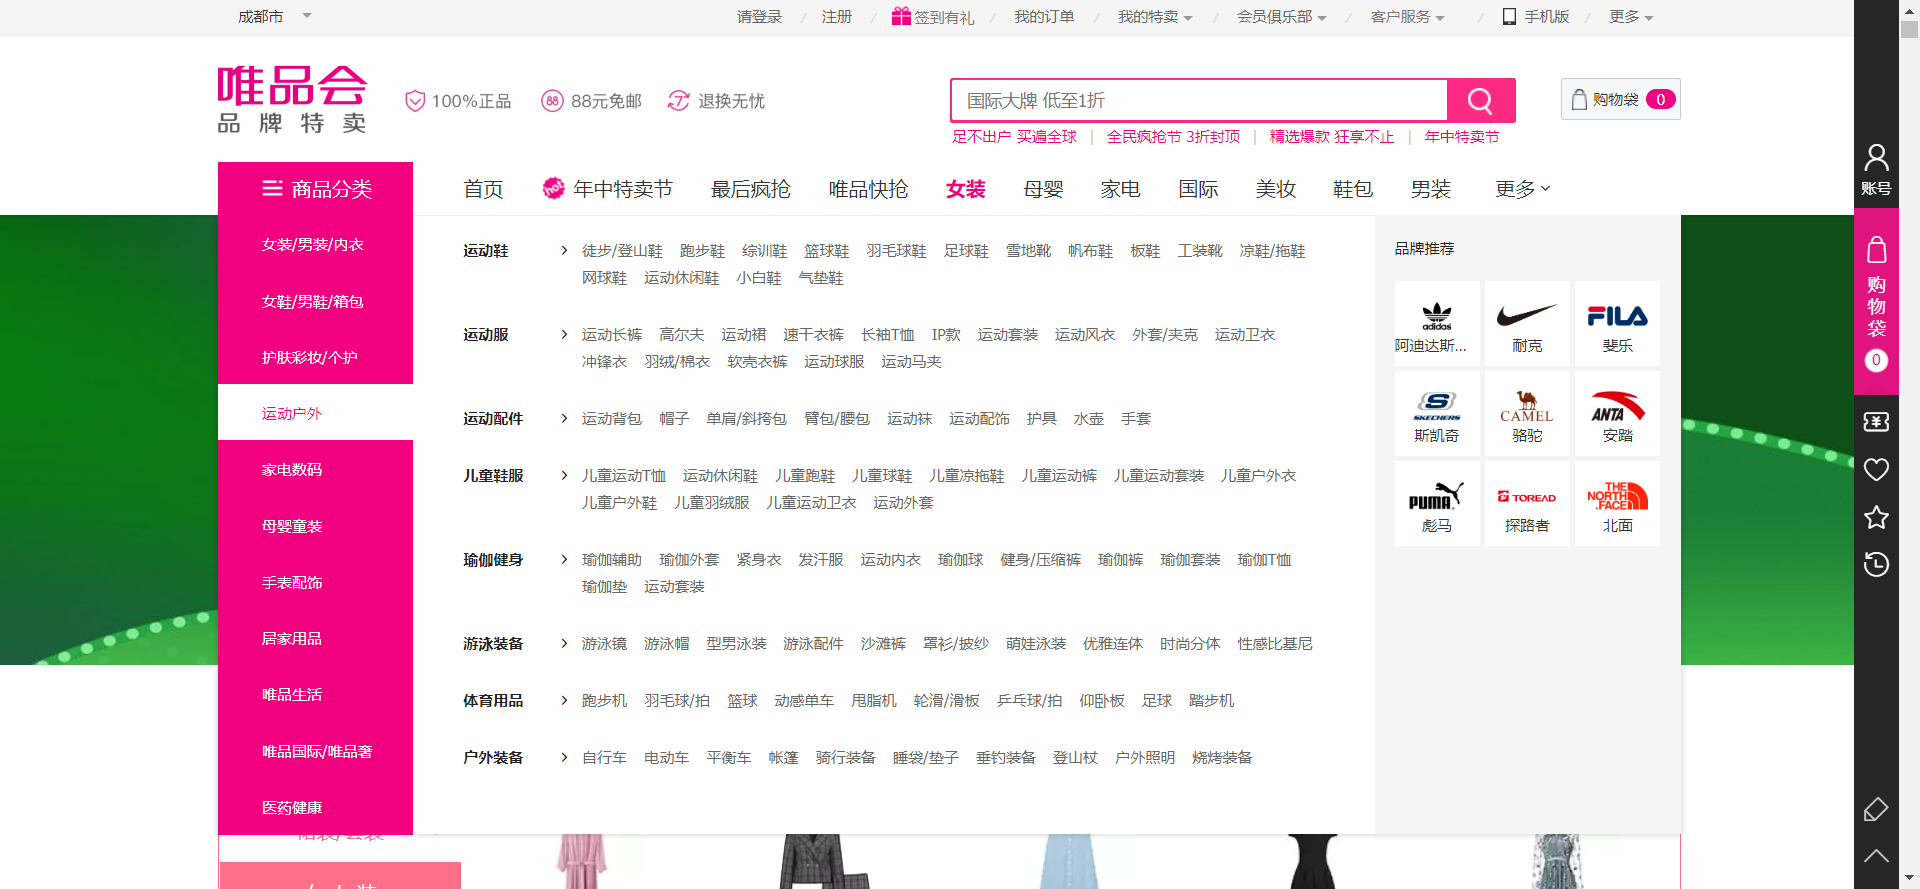 成都市
请登录 / 注册 / 签到有礼 / 我的订单 / 我的特卖 / 会员俱乐部 / 客户服务 / 手机版 / 更多
唯品会
品牌特卖
100%正品
88元免邮
退换无忧
国际大牌 低至1折
购物袋 0
足不出户 买遍全球 | 全民疯抢节 3折封顶 | 精选爆款 狂享不止 | 年中特卖节
商品分类
首页 hot 年中特卖节 最后疯抢 唯品快抢 女装 母婴 家电 国际 美妆 鞋包 男装 更多
女装/男装/内衣
女鞋/男鞋/箱包
护肤彩妆/个护
运动户外
家电数码
母婴童装
手表配饰
居家用品
唯品生活
唯品国际/唯品奢
医药健康
运动鞋 > 徒步/登山鞋 跑步鞋 综训鞋 篮球鞋 羽毛球鞋 足球鞋 雪地靴 帆布鞋 板鞋 工装靴 凉鞋/拖鞋
网球鞋 运动休闲鞋 小白鞋 气垫鞋
运动服 > 运动长裤 高尔夫 运动裙 速干衣裤 长袖T恤 IP款 运动套装 运动风衣 外套/夹克 运动卫衣
冲锋衣 羽绒/棉衣 软壳衣裤 运动球服 运动马夹
运动配件 > 运动背包 帽子 单肩/斜挎包 臂包/腰包 运动袜 运动配饰 护具 水壶 手套
儿童鞋服 > 儿童运动T恤 运动休闲鞋 儿童跑鞋 儿童球鞋 儿童凉拖鞋 儿童运动裤 儿童运动套装 儿童户外衣
儿童户外鞋 儿童羽绒服 儿童运动卫衣 运动外套
瑜伽健身 > 瑜伽辅助 瑜伽外套 紧身衣 发汗服 运动内衣 瑜伽球 健身/压缩裤 瑜伽裤 瑜伽套装 瑜伽T恤
瑜伽垫 运动套装
游泳装备 > 游泳镜 游泳帽 型男泳装 游泳配件 沙滩裤 罩衫/披纱 萌娃泳装 优雅连体 时尚分体 性感比基尼
体育用品 > 跑步机 羽毛球/拍 篮球 动感单车 甩脂机 轮滑/滑板 乒乓球/拍 仰卧板 足球 踏步机
户外装备 > 自行车 电动车 平衡车 帐篷 骑行装备 睡袋/垫子 垂钓装备 登山杖 户外照明 烧烤装备
品牌推荐
adidas
FILA
阿迪达斯... 耐克 斐乐
SKECHERS CAMEL ANTA
斯凯奇 骆驼 安踏
PUMA TOREAD THE NORTH FACE
彪马 探路者 北面
账号
购物袋
0